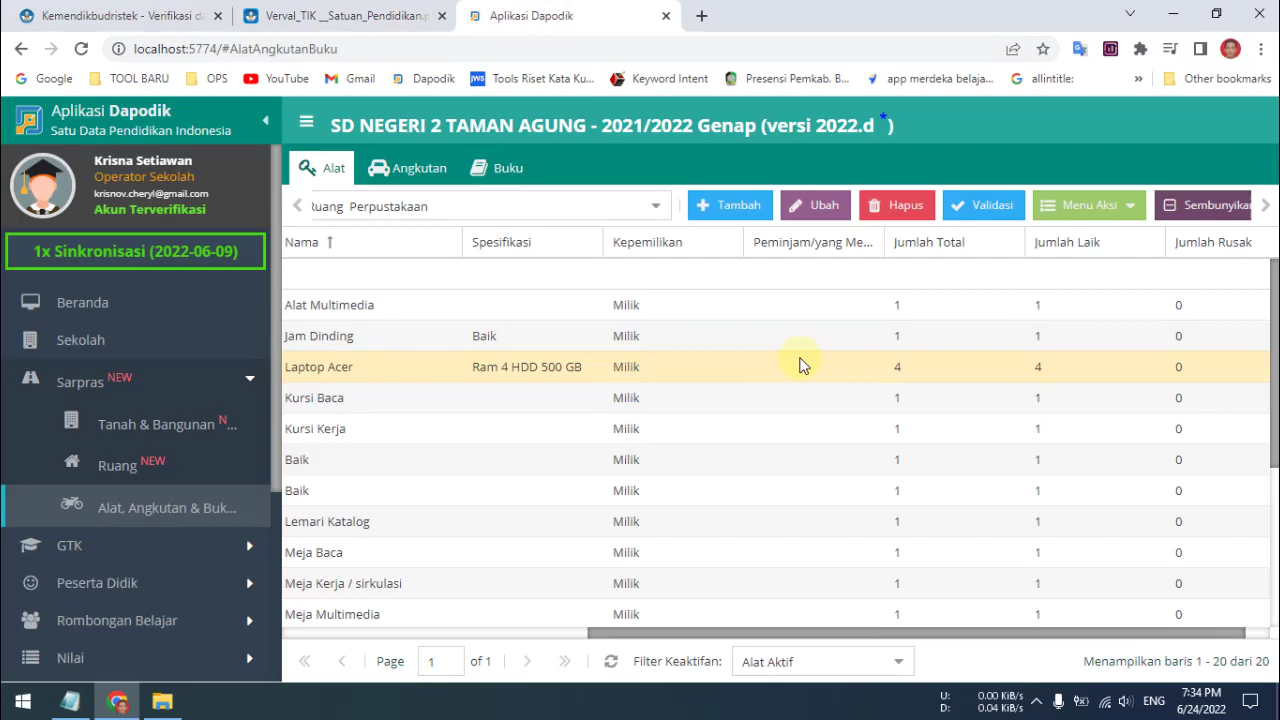 Kemendikbudristek - Verifikasi da
Verval_TIK __Satuan_Pendidikan.p
Aplikasi Dapodik
localhost:5774/#AlatAngkutanBuku
Google
TOOL BARU
OPS
YouTube
Gmail
Dapodik
Tools Riset Kata Ku...
Keyword Intent
Presensi Pemkab. B...
app merdeka belaja...
allintitle:
»
Other bookmarks
Aplikasi Dapodik
Satu Data Pendidikan Indonesia
SD NEGERI 2 TAMAN AGUNG - 2021/2022 Genap (versi 2022.d *)
Krisna Setiawan
Operator Sekolah
krisnov.cheryl@gmail.com
Akun Terverifikasi
1x Sinkronisasi (2022-06-09)
Beranda
Sekolah
Sarpras NEW
Tanah & Bangunan N...
Ruang NEW
Alat, Angkutan & Buk...
GTK
Peserta Didik
Rombongan Belajar
Nilai
Alat
Angkutan
Buku
Ruang Perpustakaan
Tambah
Ubah
Hapus
Validasi
Menu Aksi
Sembunyikan
Nama
Spesifikasi
Kepemilikan
Peminjam/yang Me...
Jumlah Total
Jumlah Laik
Jumlah Rusak
Alat Multimedia Milik 1 1 0
Jam Dinding Baik Milik 1 1 0
Laptop Acer Ram 4 HDD 500 GB Milik 4 4 0
Kursi Baca Milik 1 1 0
Kursi Kerja Milik 1 1 0
Baik Milik 1 1 0
Baik Milik 1 1 0
Lemari Katalog Milik 1 1 0
Meja Baca Milik 1 1 0
Meja Kerja / sirkulasi Milik 1 1 0
Meja Multimedia Milik 1 1 0
Page 1 of 1
Filter Keaktifan: Alat Aktif
Menampilkan baris 1 - 20 dari 20
U: 0.00 KiB/s
D: 0.04 KiB/s
ENG
7:34 PM
6/24/2022